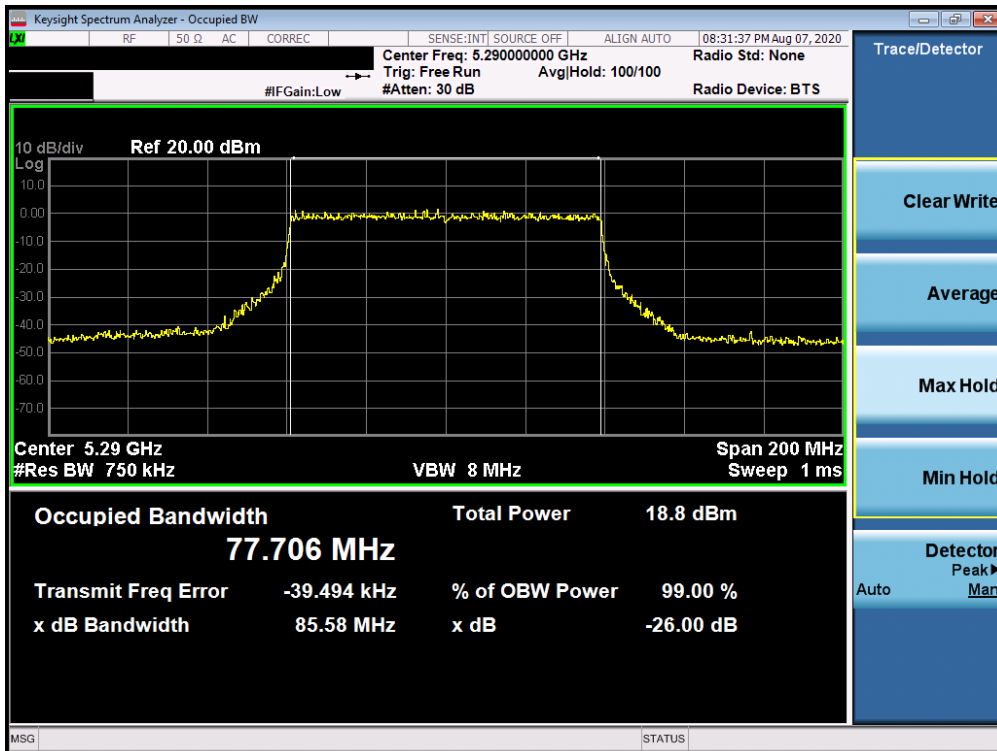 Keysight Spectrum Analyzer - Occupied BW
LXI RF 50 Ω AC CORREC SENSE:INT SOURCE OFF ALIGN AUTO 08:31:37 PM Aug 07, 2020
Center Freq: 5.290000000 GHz Radio Std: None
Trig: Free Run Avg|Hold: 100/100
#IFGain:Low #Atten: 30 dB Radio Device: BTS
Trace/Detector
10 dB/div Ref 20.00 dBm
Log
10.0
0.00
-10.0
-20.0
-30.0
-40.0
-50.0
-60.0
-70.0
Center 5.29 GHz Span 200 MHz
#Res BW 750 kHz VBW 8 MHz Sweep 1 ms
Occupied Bandwidth Total Power 18.8 dBm
77.706 MHz
Transmit Freq Error -39.494 kHz % of OBW Power 99.00 %
x dB Bandwidth 85.58 MHz x dB -26.00 dB
Clear Write
Average
Max Hold
Min Hold
Detector
Peak▶
Auto Man
MSG STATUS